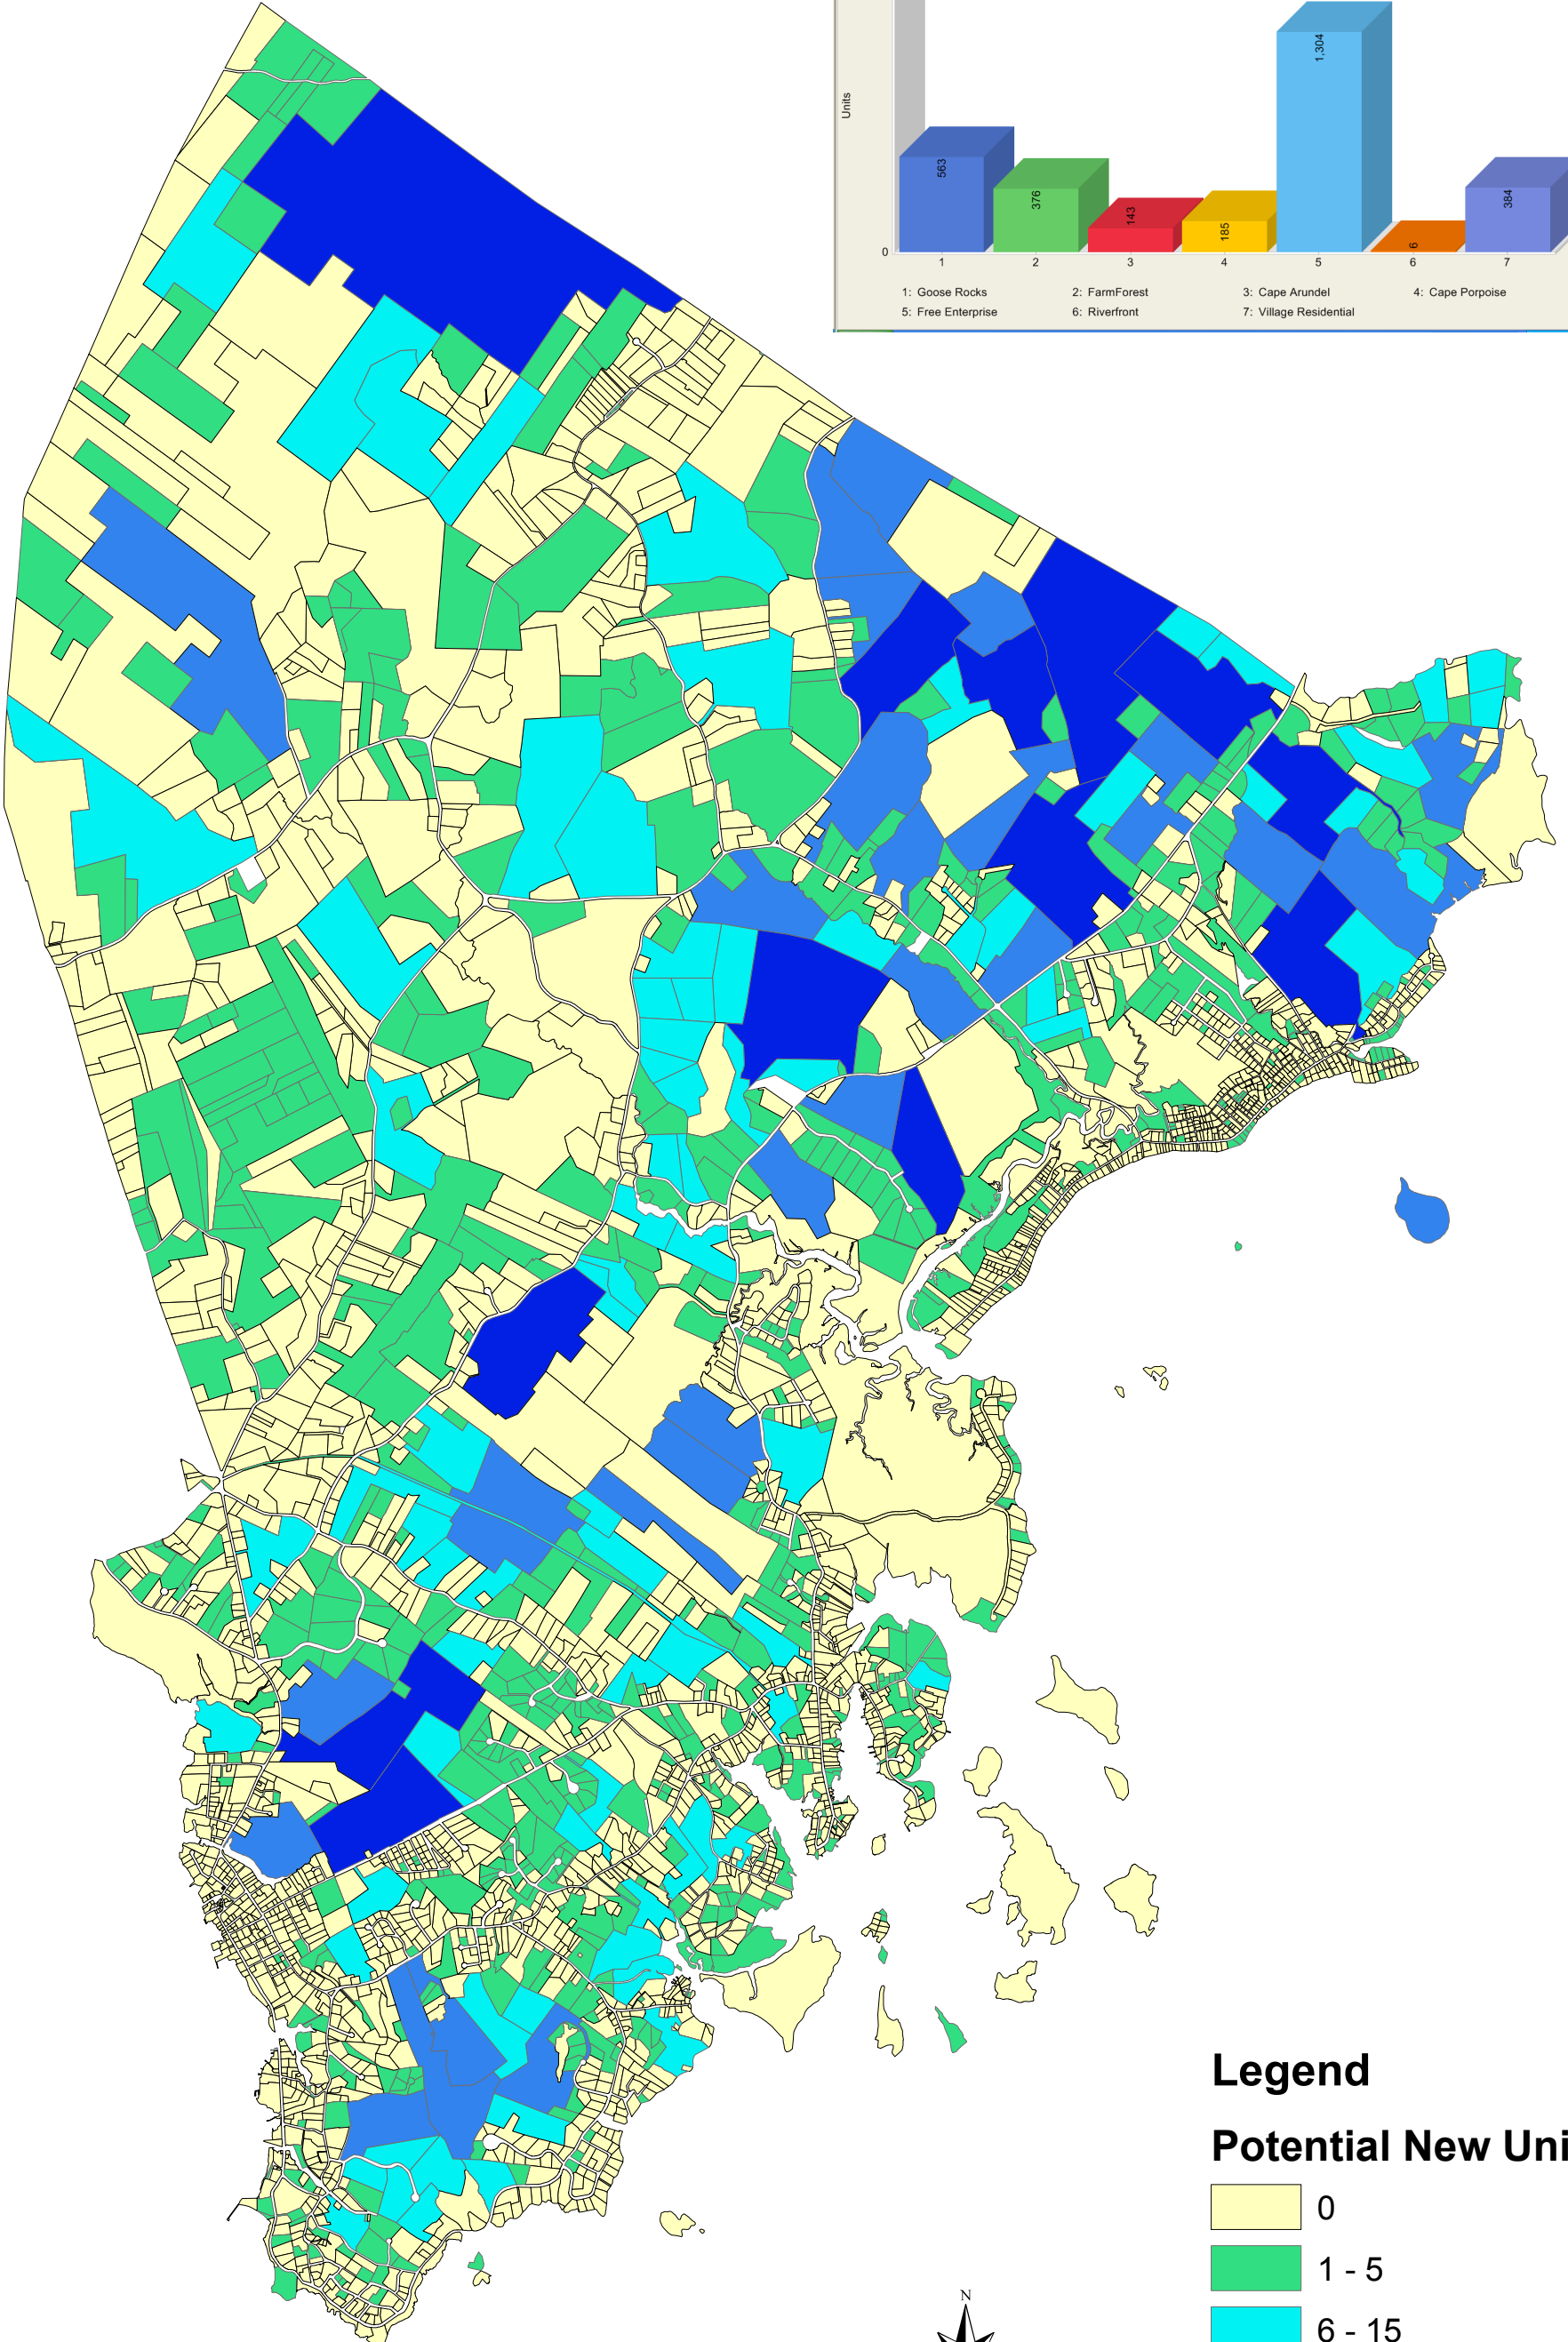 1,304
Units
563
376
143
185
6
384
0
1 2 3 4 5 6 7
1: Goose Rocks 2: FarmForest 3: Cape Arundel 4: Cape Porpoise
5: Free Enterprise 6: Riverfront 7: Village Residential
Legend
Potential New Uni
0
1 - 5
6 - 15
N